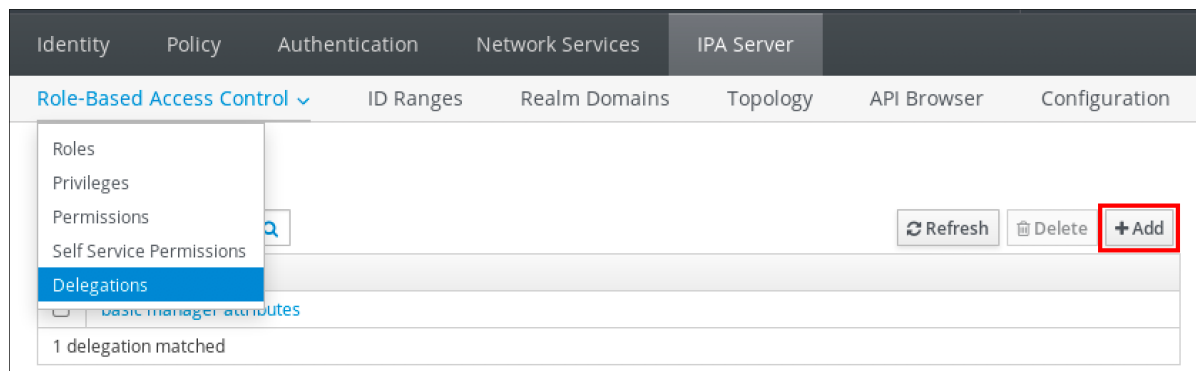 Identity Policy Authentication Network Services IPA Server
Role-Based Access Control ID Ranges Realm Domains Topology API Browser Configuration
Roles
Privileges
Permissions
Self Service Permissions
Delegations
Refresh Delete Add
basic manager attributes
1 delegation matched